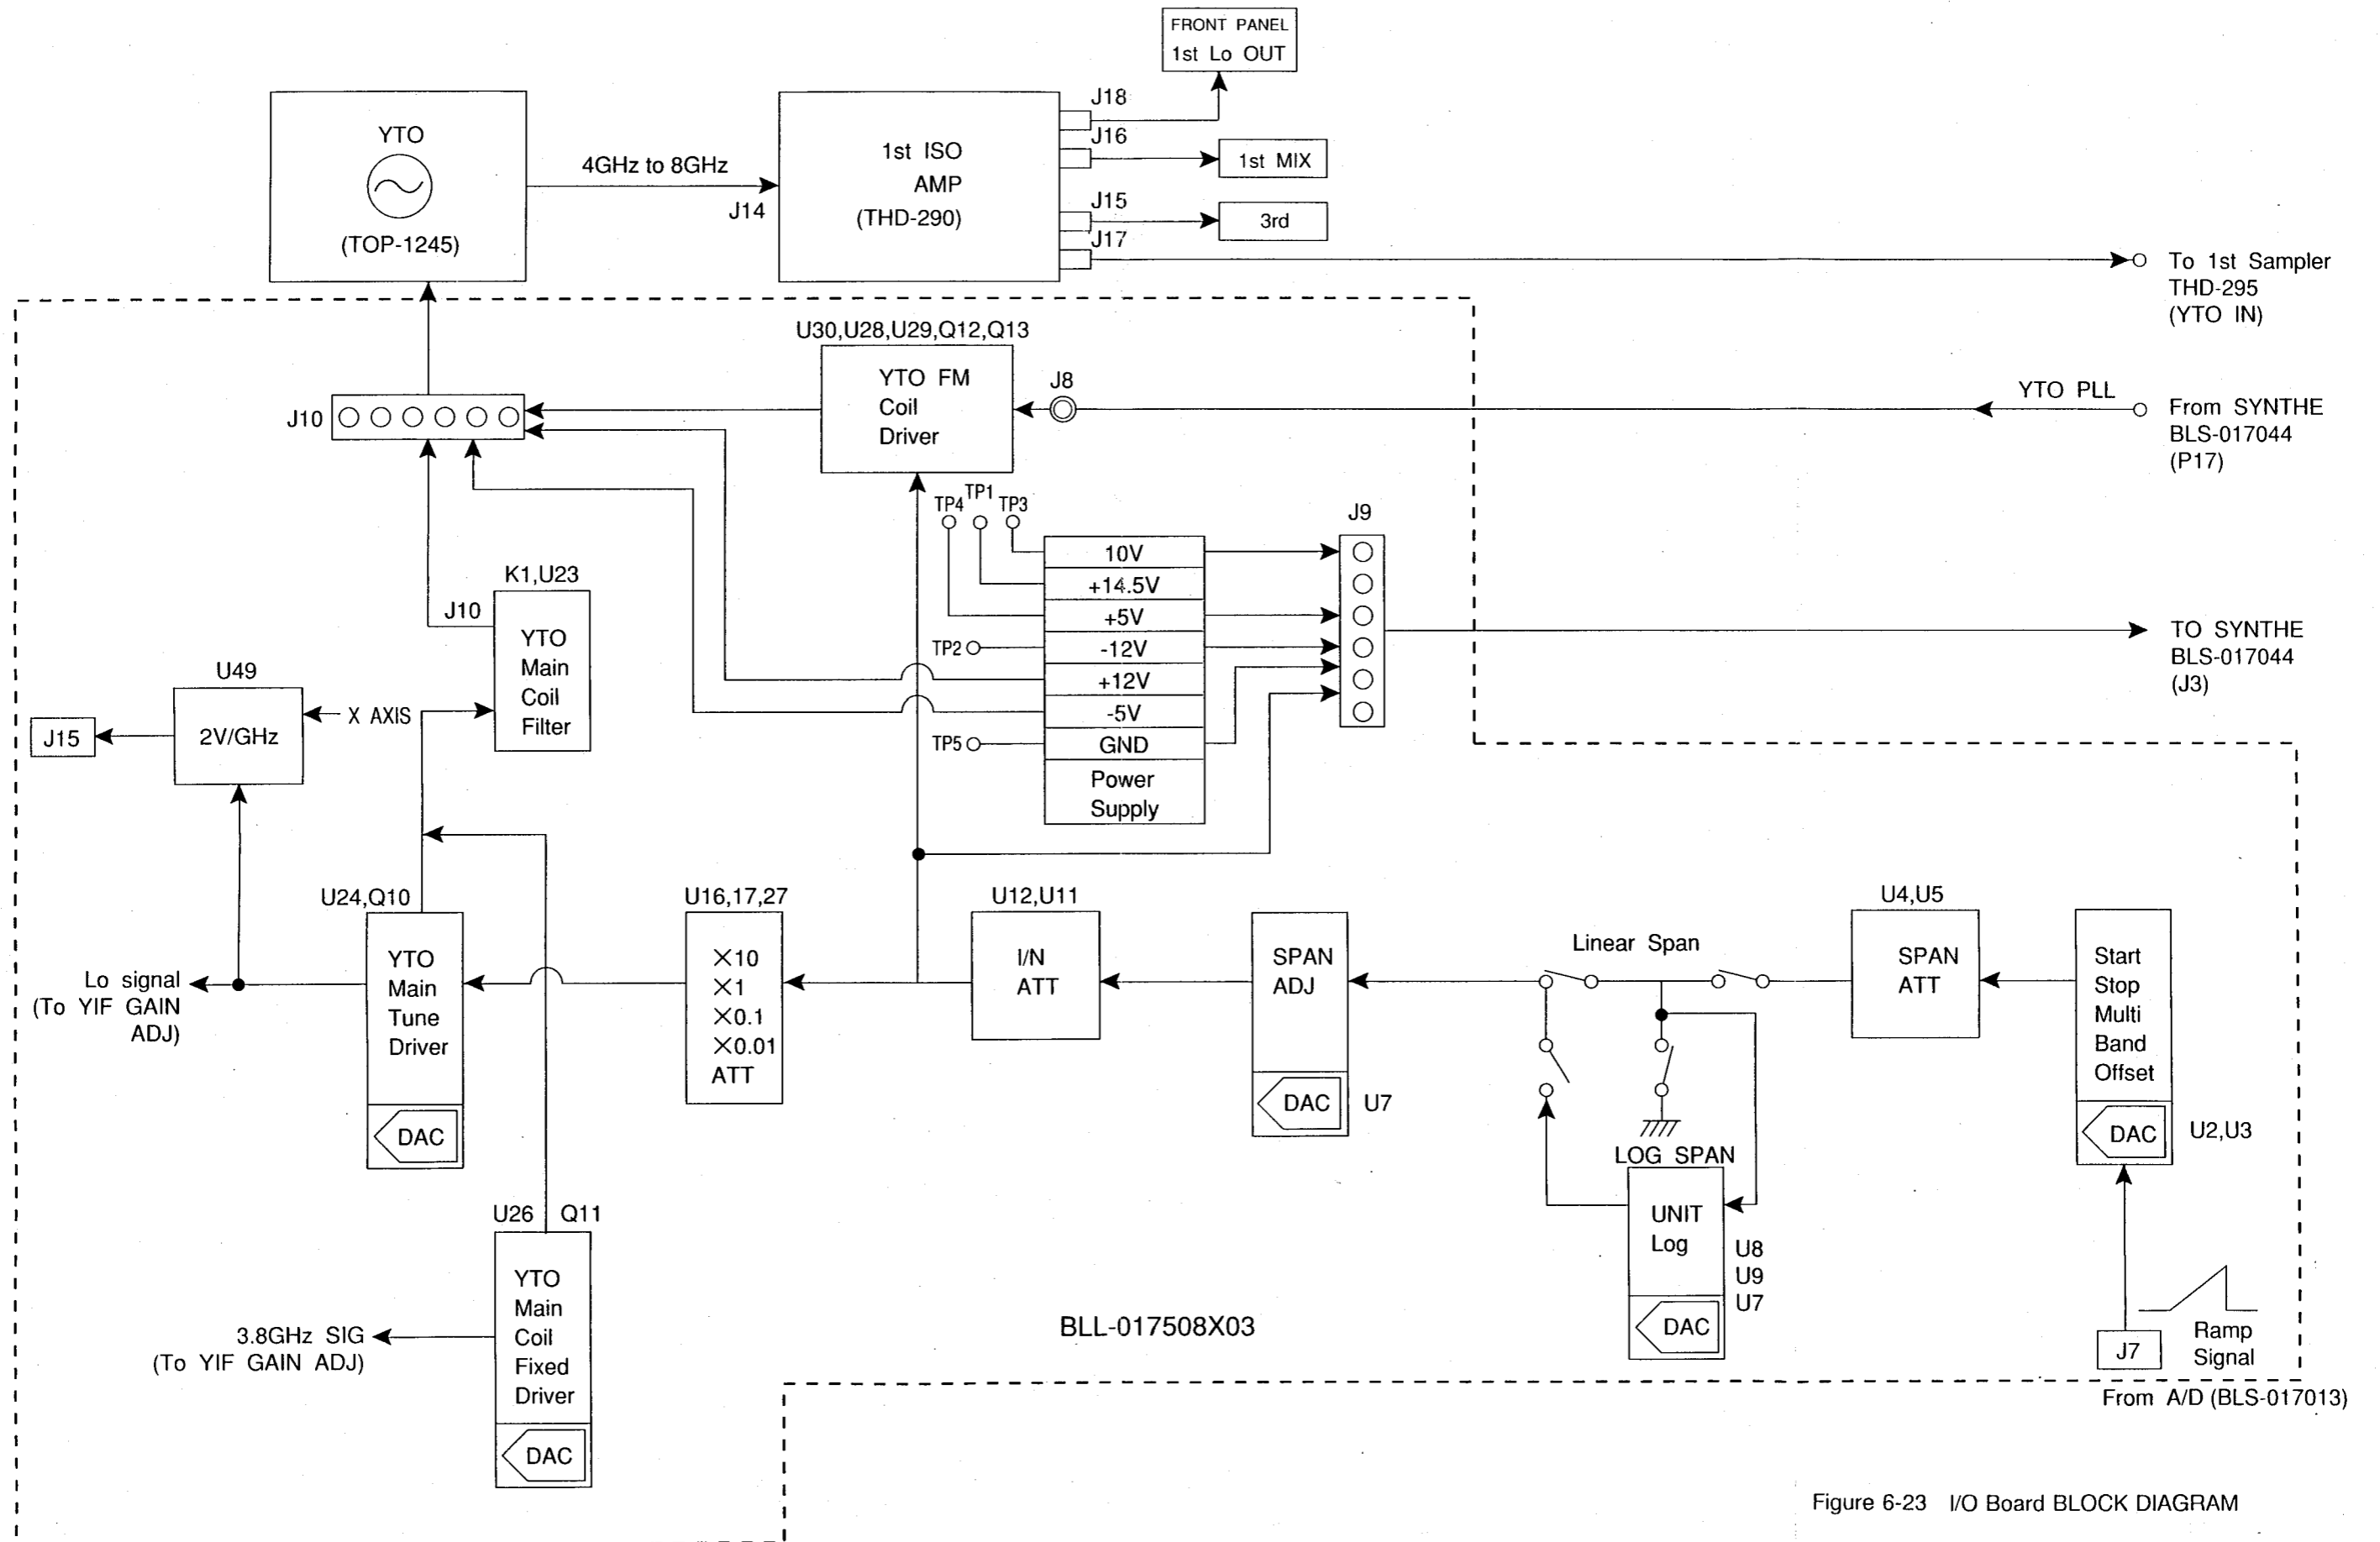 FRONT PANEL
1st Lo OUT
YTO
(TOP-1245)
4GHz to 8GHz
J14
1st ISO
AMP
(THD-290)
J18
J16
1st MIX
J15
3rd
J17
To 1st Sampler
THD-295
(YTO IN)
U30,U28,U29,Q12,Q13
YTO FM
Coil
Driver
J8
YTO PLL
From SYNTHE
BLS-017044
(P17)
J10
TP4
TP1
TP3
J9
10V
+14.5V
+5V
TP2
-12V
+12V
-5V
TP5
GND
Power
Supply
TO SYNTHE
BLS-017044
(J3)
K1,U23
J10
YTO
Main
Coil
Filter
U49
2V/GHz
X AXIS
J15
U24,Q10
YTO
Main
Tune
Driver
DAC
Lo signal
(To YIF GAIN
ADJ)
U16,17,27
×10
×1
×0.1
×0.01
ATT
U12,U11
I/N
ATT
SPAN
ADJ
DAC
U7
Linear Span
U4,U5
SPAN
ATT
Start
Stop
Multi
Band
Offset
DAC
U2,U3
LOG SPAN
UNIT
Log
U8
U9
U7
DAC
U26
Q11
YTO
Main
Coil
Fixed
Driver
DAC
3.8GHz SIG
(To YIF GAIN ADJ)
BLL-017508X03
J7
Ramp
Signal
From A/D (BLS-017013)
Figure 6-23 I/O Board BLOCK DIAGRAM